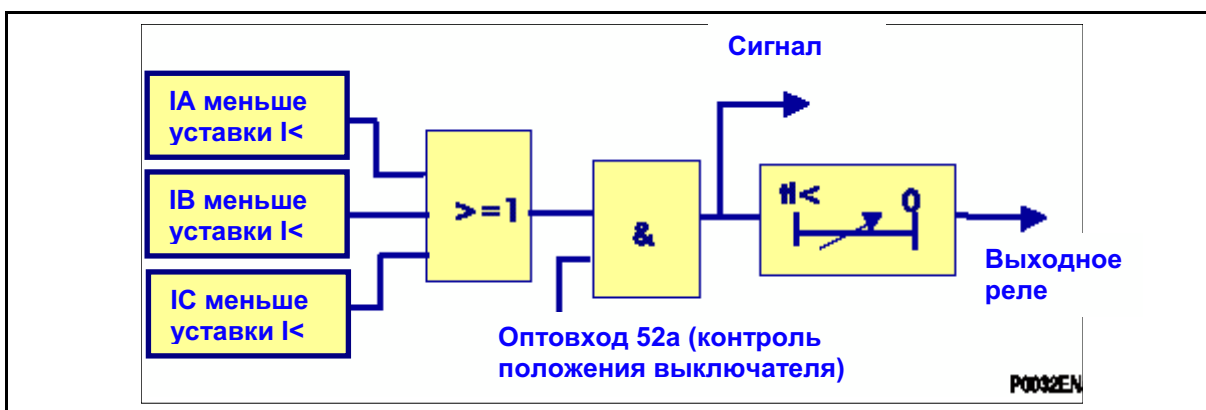 Сигнал
IA меньше
уставки I<
IB меньше
уставки I<
IC меньше
уставки I<
>=1
&
tI<
0
Выходное
реле
Оптовход 52a (контроль
положения выключателя)
P0032EN